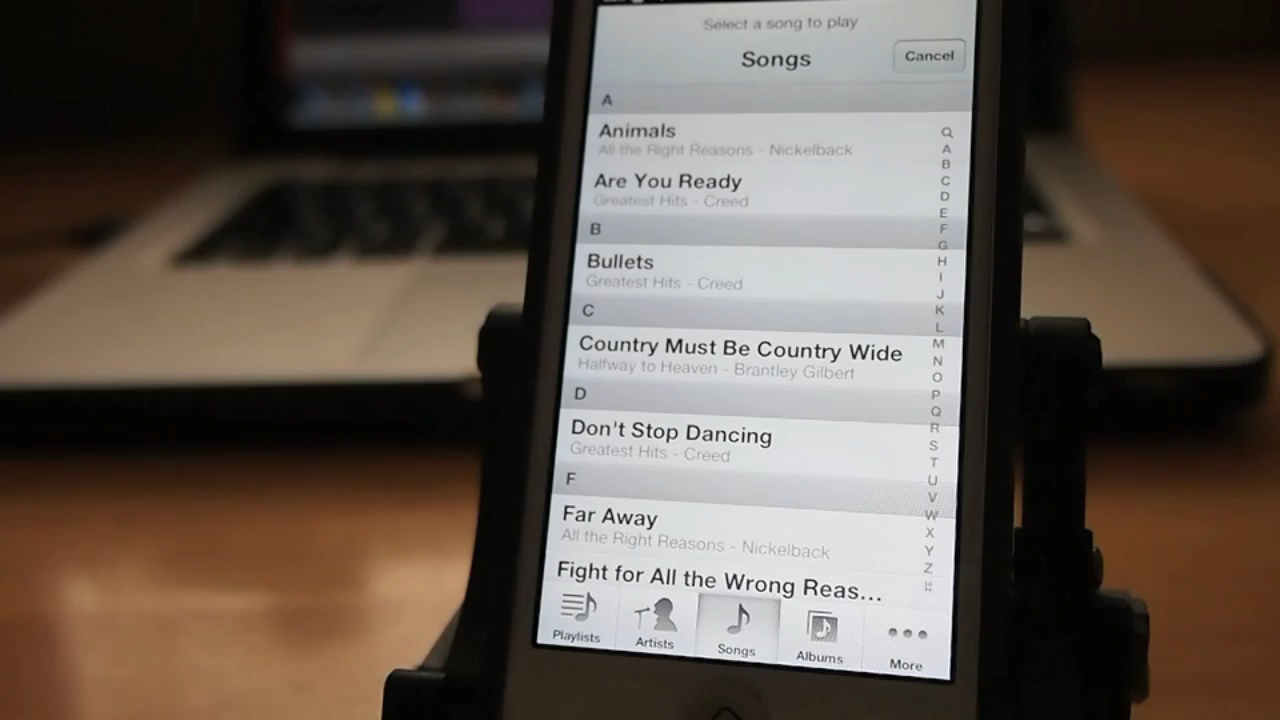 Select a song to play
Songs
Cancel
A
Animals
All the Right Reasons - Nickelback
Are You Ready
Greatest Hits - Creed
B
Bullets
Greatest Hits - Creed
C
Country Must Be Country Wide
Halfway to Heaven - Brantley Gilbert
D
Don't Stop Dancing
Greatest Hits - Creed
F
Far Away
All the Right Reasons - Nickelback
Fight for All the Wrong Reas...
A
B
C
D
E
F
G
H
I
J
K
L
M
N
O
P
Q
R
S
T
U
V
W
X
Y
Z
#
Playlists
Artists
Songs
Albums
More